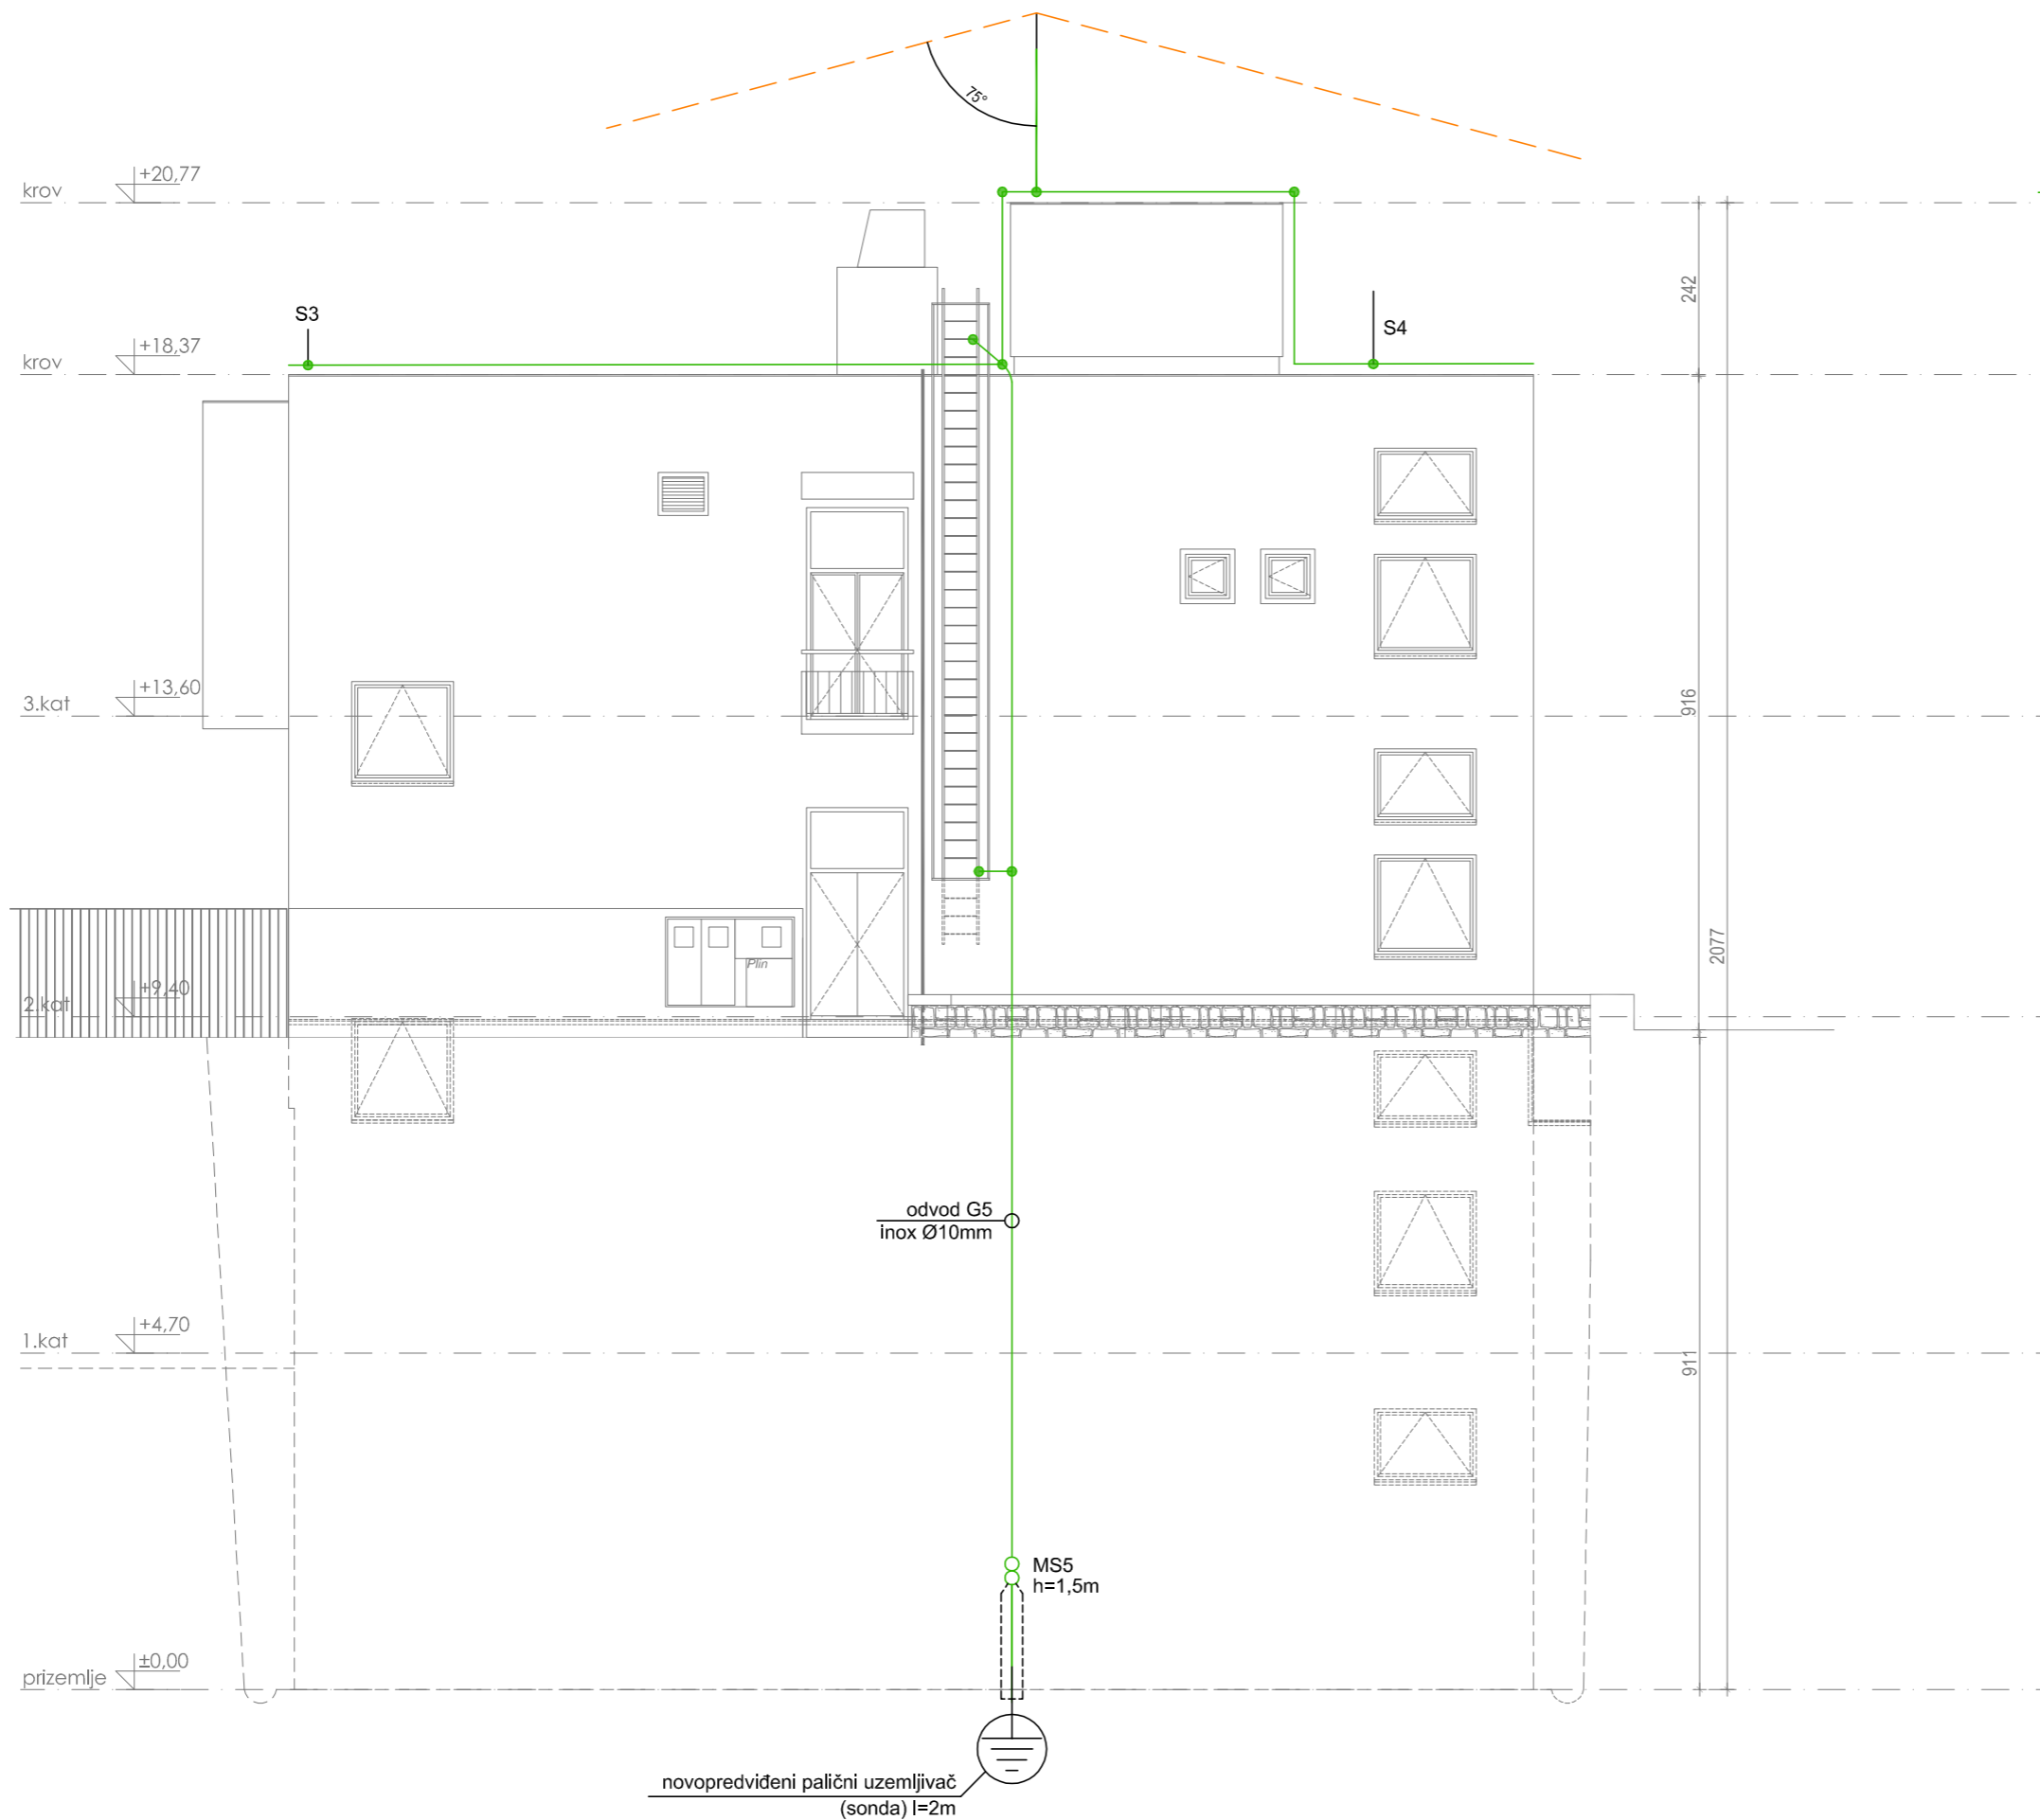 75°
+20,77
krov
242
S3
S4
+18,37
krov
+13,60
3.kat
916
2077
Plin
+9,40
2.kat
odvod G5
inox Ø10mm
+4,70
1.kat
911
MS5
h=1,5m
±0,00
prizemlje
novopredviđeni palični uzemljivač
(sonda) l=2m